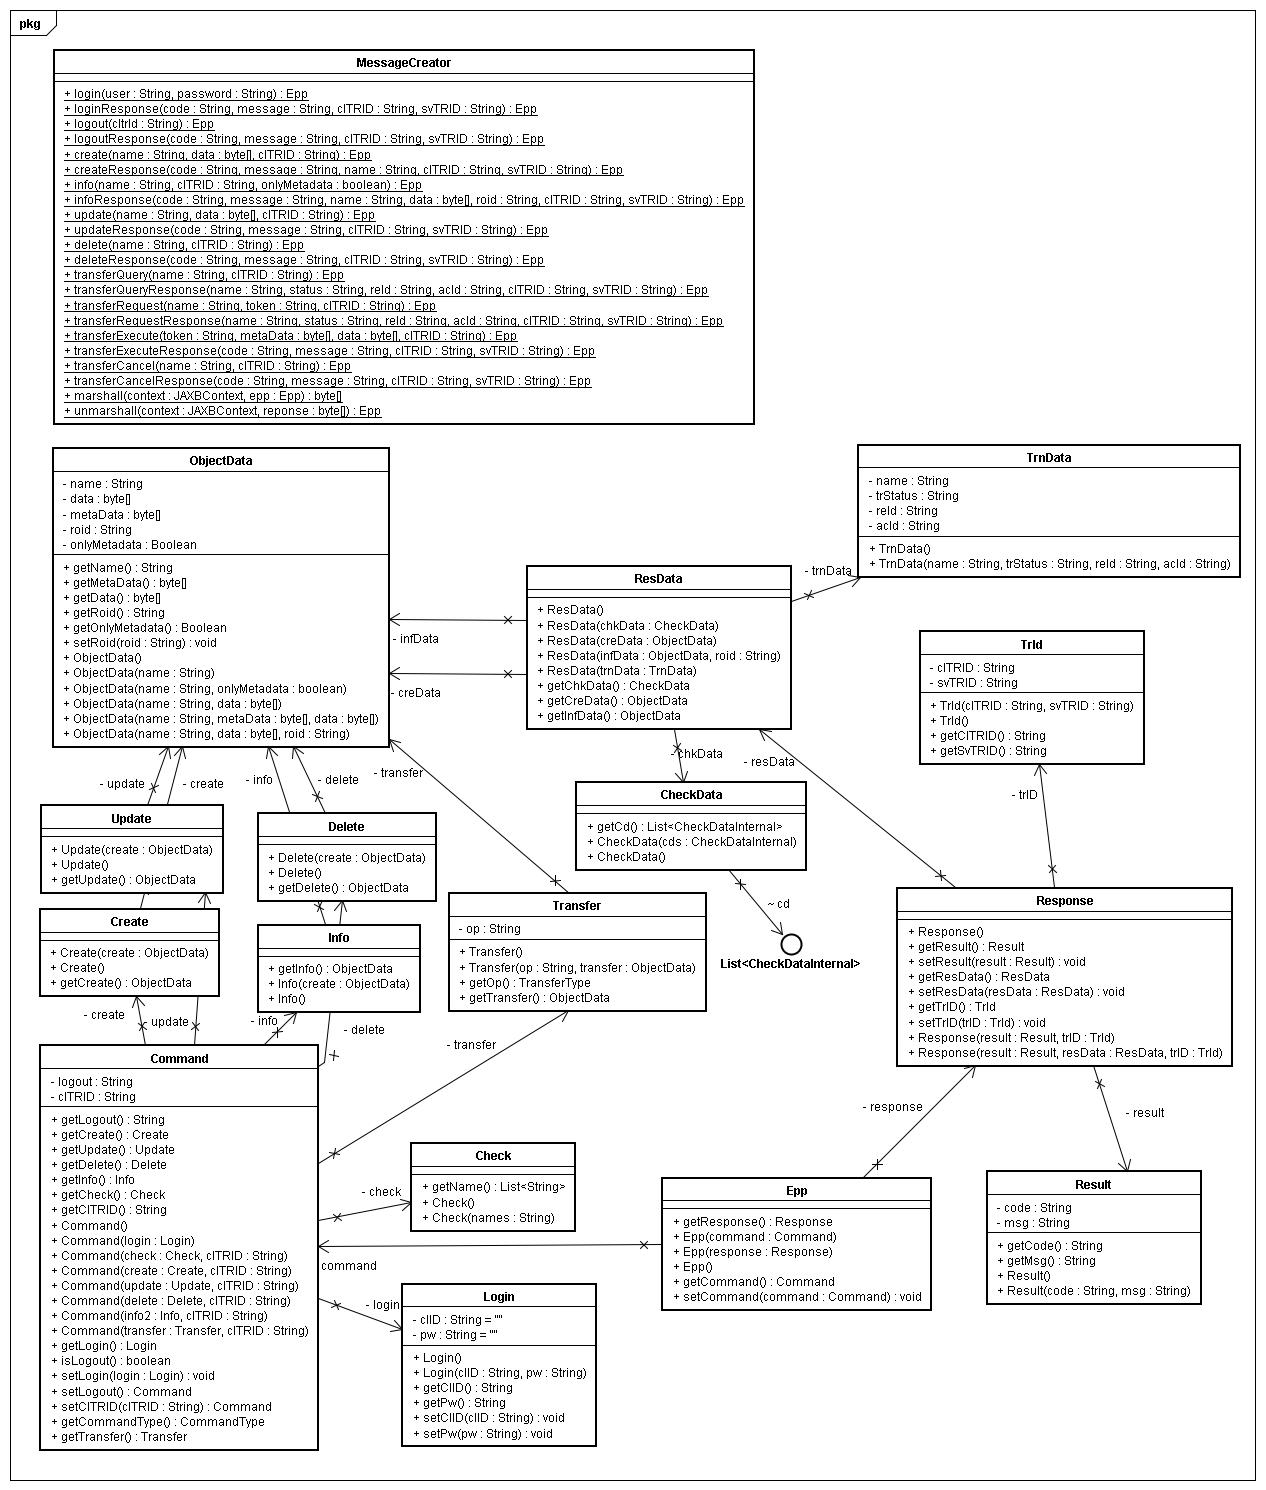 pkg
MessageCreator
+ login(user : String, password : String) : Epp
+ loginResponse(code : String, message : String, clTRID : String, svTRID : String) : Epp
+ logout(cltrId : String) : Epp
+ logoutResponse(code : String, message : String, clTRID : String, svTRID : String) : Epp
+ create(name : String, data : byte[], clTRID : String) : Epp
+ createResponse(code : String, message : String, name : String, clTRID : String, svTRID : String) : Epp
+ info(name : String, clTRID : String, onlyMetadata : boolean) : Epp
+ infoResponse(code : String, message : String, name : String, data : byte[], roid : String, clTRID : String, svTRID : String) : Epp
+ update(name : String, data : byte[], clTRID : String) : Epp
+ updateResponse(code : String, message : String, clTRID : String, svTRID : String) : Epp
+ delete(name : String, clTRID : String) : Epp
+ deleteResponse(code : String, message : String, clTRID : String, svTRID : String) : Epp
+ transferQuery(name : String, clTRID : String) : Epp
+ transferQueryResponse(name : String, status : String, reId : String, acId : String, clTRID : String, svTRID : String) : Epp
+ transferRequest(name : String, token : String, clTRID : String) : Epp
+ transferRequestResponse(name : String, status : String, reId : String, acId : String, clTRID : String, svTRID : String) : Epp
+ transferExecute(token : String, metaData : byte[], data : byte[], clTRID : String) : Epp
+ transferExecuteResponse(code : String, message : String, clTRID : String, svTRID : String) : Epp
+ transferCancel(name : String, clTRID : String) : Epp
+ transferCancelResponse(code : String, message : String, clTRID : String, svTRID : String) : Epp
+ marshall(context : JAXBContext, epp : Epp) : byte[]
+ unmarshall(context : JAXBContext, reponse : byte[]) : Epp
ObjectData
- name : String
- data : byte[]
- metaData : byte[]
- roid : String
- onlyMetadata : Boolean
+ getName() : String
+ getMetaData() : byte[]
+ getData() : byte[]
+ getRoid() : String
+ getOnlyMetadata() : Boolean
+ setRoid(roid : String) : void
+ ObjectData()
+ ObjectData(name : String)
+ ObjectData(name : String, onlyMetadata : boolean)
+ ObjectData(name : String, data : byte[])
+ ObjectData(name : String, metaData : byte[], data : byte[])
+ ObjectData(name : String, data : byte[], roid : String)
TrnData
- name : String
- trStatus : String
- reId : String
- acId : String
+ TrnData()
+ TrnData(name : String, trStatus : String, reId : String, acId : String)
- trnData
ResData
+ ResData()
+ ResData(chkData : CheckData)
+ ResData(creData : ObjectData)
+ ResData(infData : ObjectData, roid : String)
+ ResData(trnData : TrnData)
+ getChkData() : CheckData
+ getCreData() : ObjectData
+ getInfData() : ObjectData
- infData
- creData
TrId
- clTRID : String
- svTRID : String
+ TrId(clTRID : String, svTRID : String)
+ TrId()
+ getClTRID() : String
+ getSvTRID() : String
- update
- create
- info
- delete
- transfer
- chkData
- resData
- trID
Update
+ Update(create : ObjectData)
+ Update()
+ getUpdate() : ObjectData
Delete
+ Delete(create : ObjectData)
+ Delete()
+ getDelete() : ObjectData
CheckData
+ getCd() : List<CheckDataInternal>
+ CheckData(cds : CheckDataInternal)
+ CheckData()
~ cd
List<CheckDataInternal>
Create
+ Create(create : ObjectData)
+ Create()
+ getCreate() : ObjectData
Info
+ getInfo() : ObjectData
+ Info(create : ObjectData)
+ Info()
Transfer
- op : String
+ Transfer()
+ Transfer(op : String, transfer : ObjectData)
+ getOp() : TransferType
+ getTransfer() : ObjectData
Response
+ Response()
+ getResult() : Result
+ setResult(result : Result) : void
+ getResData() : ResData
+ setResData(resData : ResData) : void
+ getTrID() : TrId
+ setTrID(trID : TrId) : void
+ Response(result : Result, trID : TrId)
+ Response(result : Result, resData : ResData, trID : TrId)
- create
- update
- info
- delete
- transfer
Command
- logout : String
- clTRID : String
+ getLogout() : String
+ getCreate() : Create
+ getUpdate() : Update
+ getDelete() : Delete
+ getInfo() : Info
+ getCheck() : Check
+ getClTRID() : String
+ Command()
+ Command(login : Login)
+ Command(check : Check, clTRID : String)
+ Command(create : Create, clTRID : String)
+ Command(update : Update, clTRID : String)
+ Command(delete : Delete, clTRID : String)
+ Command(info2 : Info, clTRID : String)
+ Command(transfer : Transfer, clTRID : String)
+ getLogin() : Login
+ isLogout() : boolean
+ setLogin(login : Login) : void
+ setLogout() : Command
+ setClTRID(clTRID : String) : Command
+ getCommandType() : CommandType
+ getTransfer() : Transfer
- response
- result
- check
Check
+ getName() : List<String>
+ Check()
+ Check(names : String)
Epp
+ getResponse() : Response
+ Epp(command : Command)
+ Epp(response : Response)
+ Epp()
+ getCommand() : Command
+ setCommand(command : Command) : void
Result
- code : String
- msg : String
+ getCode() : String
+ getMsg() : String
+ Result()
+ Result(code : String, msg : String)
command
- login
Login
- clID : String = ""
- pw : String = ""
+ Login()
+ Login(clID : String, pw : String)
+ getClID() : String
+ getPw() : String
+ setClID(clID : String) : void
+ setPw(pw : String) : void